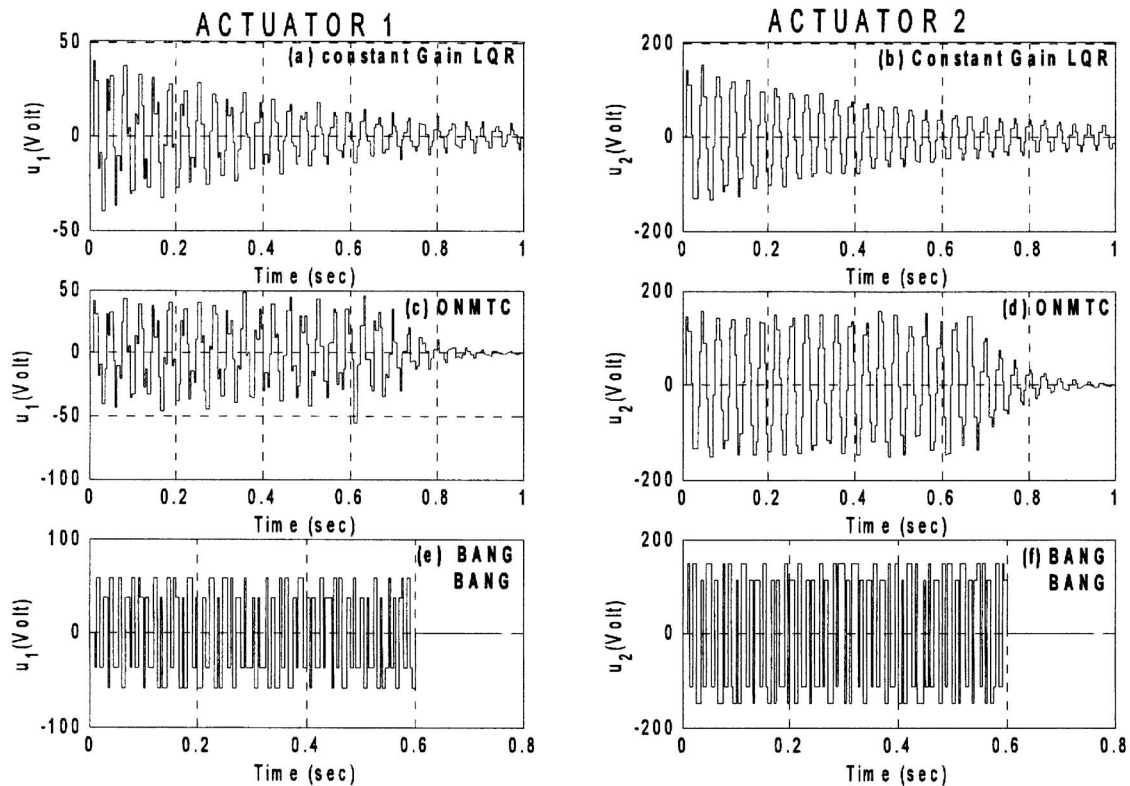 ACTUATOR 1
50
(a) constant Gain LQR
u1(Volt)
0
-50
0 0.2 0.4 0.6 0.8 1
Time (sec)
50
(c) ONMTC
u1(Volt)
0
-50
-100
0 0.2 0.4 0.6 0.8 1
Time (sec)
100
(e) BANG
BANG
u1(Volt)
0
-100
0 0.2 0.4 0.6 0.8
Time (sec)
ACTUATOR 2
200
(b) Constant Gain LQR
u2(Volt)
0
-200
0 0.2 0.4 0.6 0.8 1
Time (sec)
200
(d) ONMTC
u2(Volt)
0
-200
0 0.2 0.4 0.6 0.8 1
Time (sec)
200
(f) BANG
BANG
u2(Volt)
0
-200
0 0.2 0.4 0.6 0.8
Time (sec)